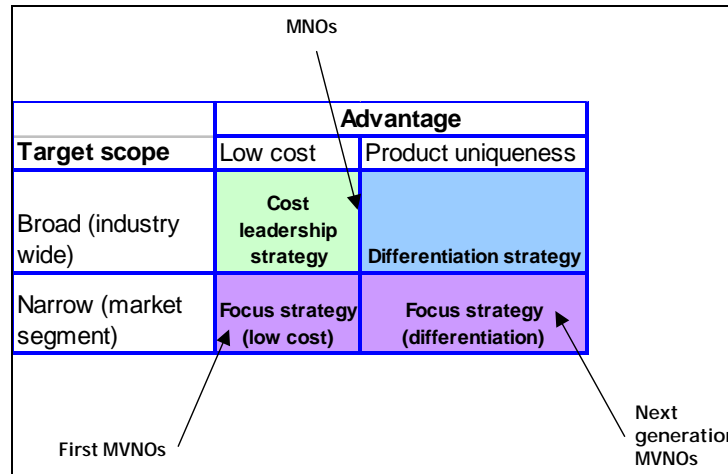 MNOs
Advantage
Target scope
Low cost
Product uniqueness
Broad (industry
wide)
Cost
leadership
strategy
Differentiation strategy
Narrow (market
segment)
Focus strategy
(low cost)
Focus strategy
(differentiation)
First MVNOs
Next
generation
MVNOs